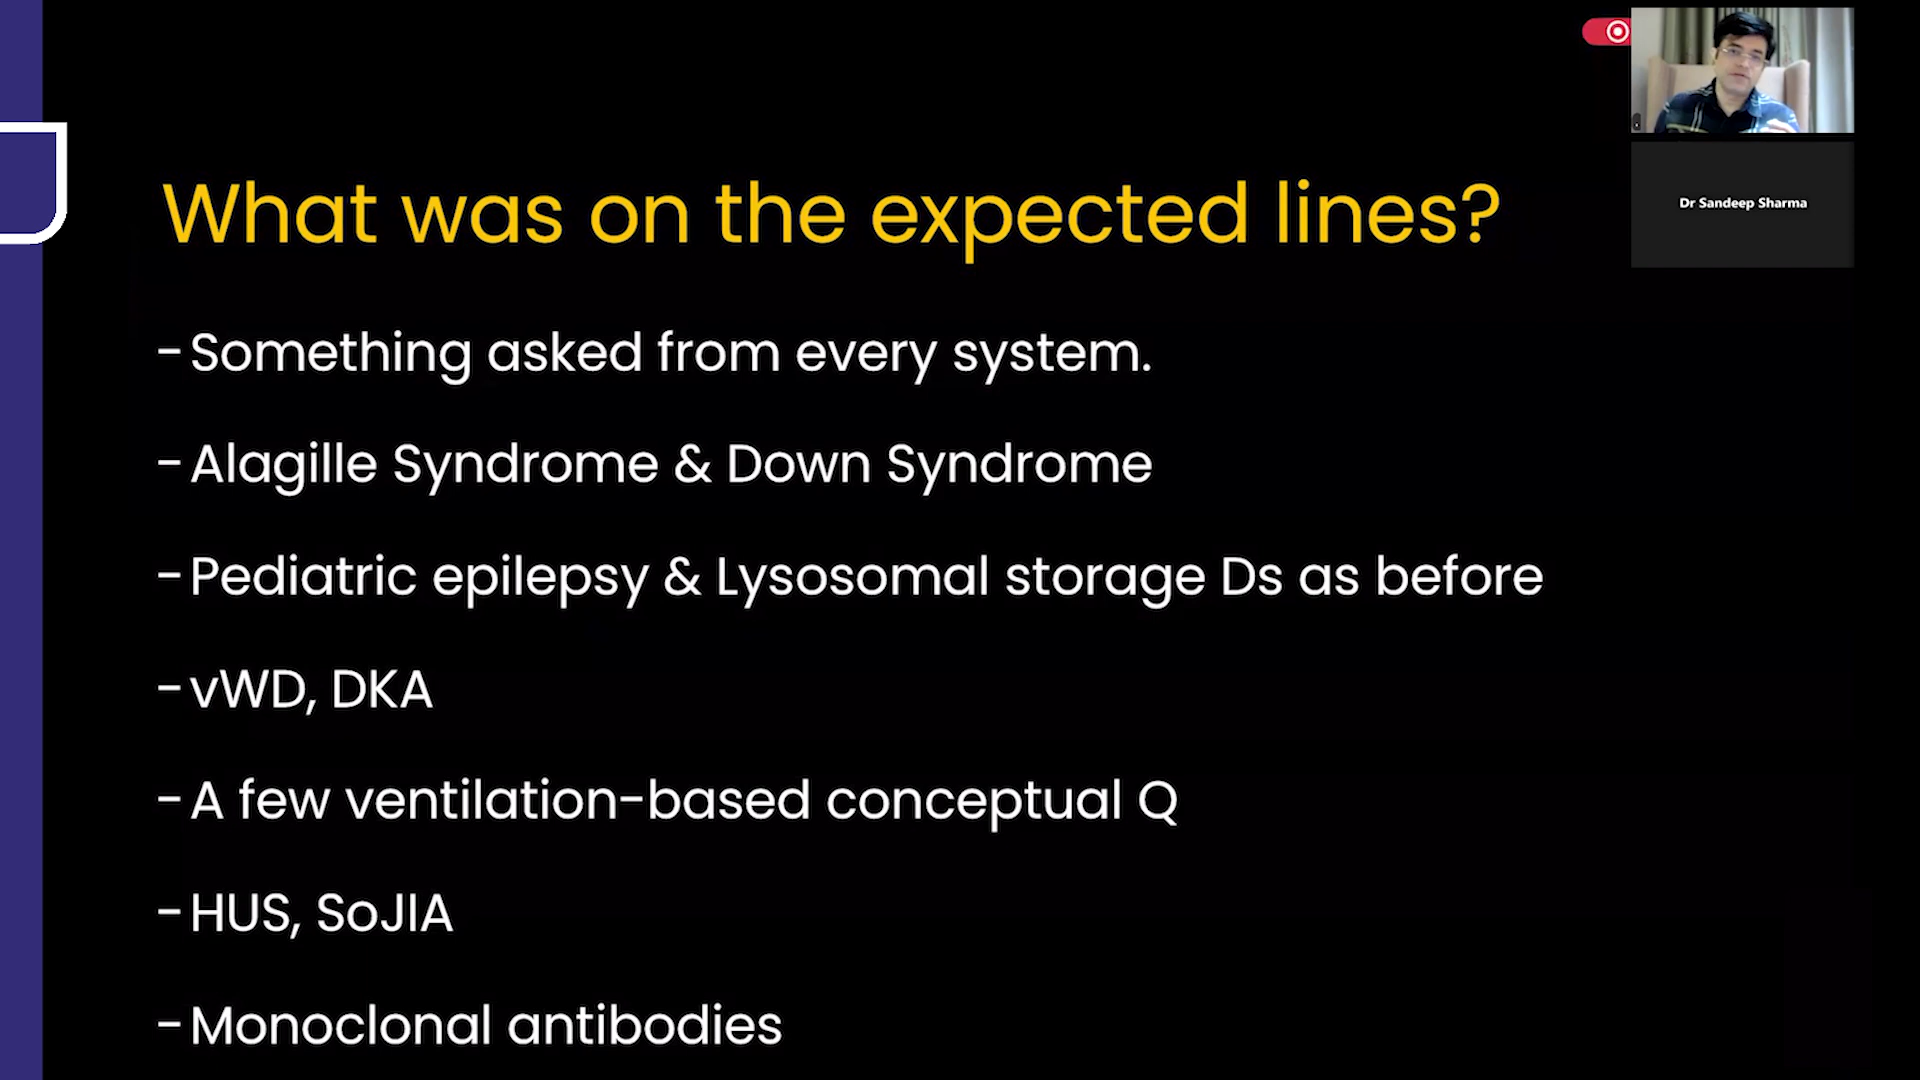 What was on the expected lines?
Dr Sandeep Sharma
- Something asked from every system.
- Alagille Syndrome & Down Syndrome
- Pediatric epilepsy & Lysosomal storage Ds as before
- vWD, DKA
- A few ventilation-based conceptual Q
- HUS, SoJIA
- Monoclonal antibodies